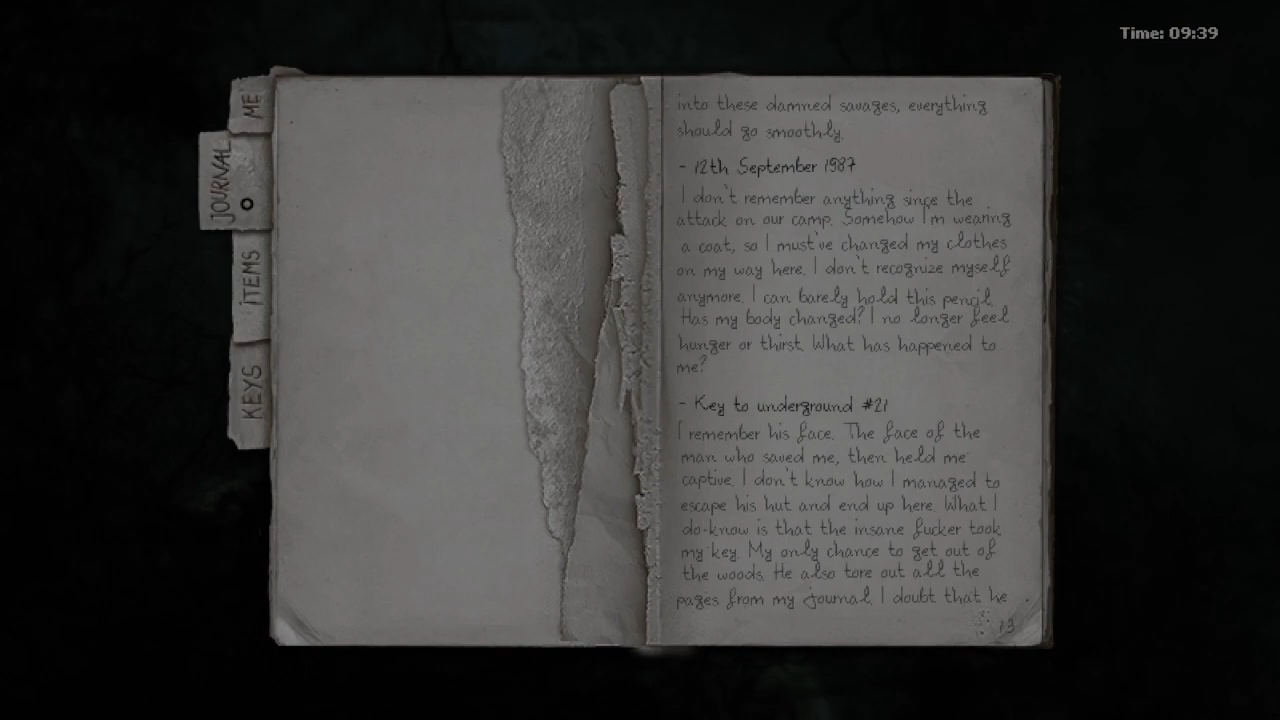 Time: 09:39
ME
JOURNAL
ITEMS
KEYS
into these damned savages, everything
should go smoothly.
- 12th September 1987
I don't remember anything since the
attack on our camp. Somehow I'm wearing
a coat, so I must've changed my clothes
on my way here. I don't recognize myself
anymore. I can barely hold this pencil.
Has my body changed? I no longer feel
hunger or thirst. What has happened to
me?
- Key to underground #21
I remember his face. The face of the
man who saved me, then held me
captive. I don't know how I managed to
escape his hut and end up here. What I
do know is that the insane fucker took
my key. My only chance to get out of
the woods. He also tore out all the
pages from my journal. I doubt that he
13